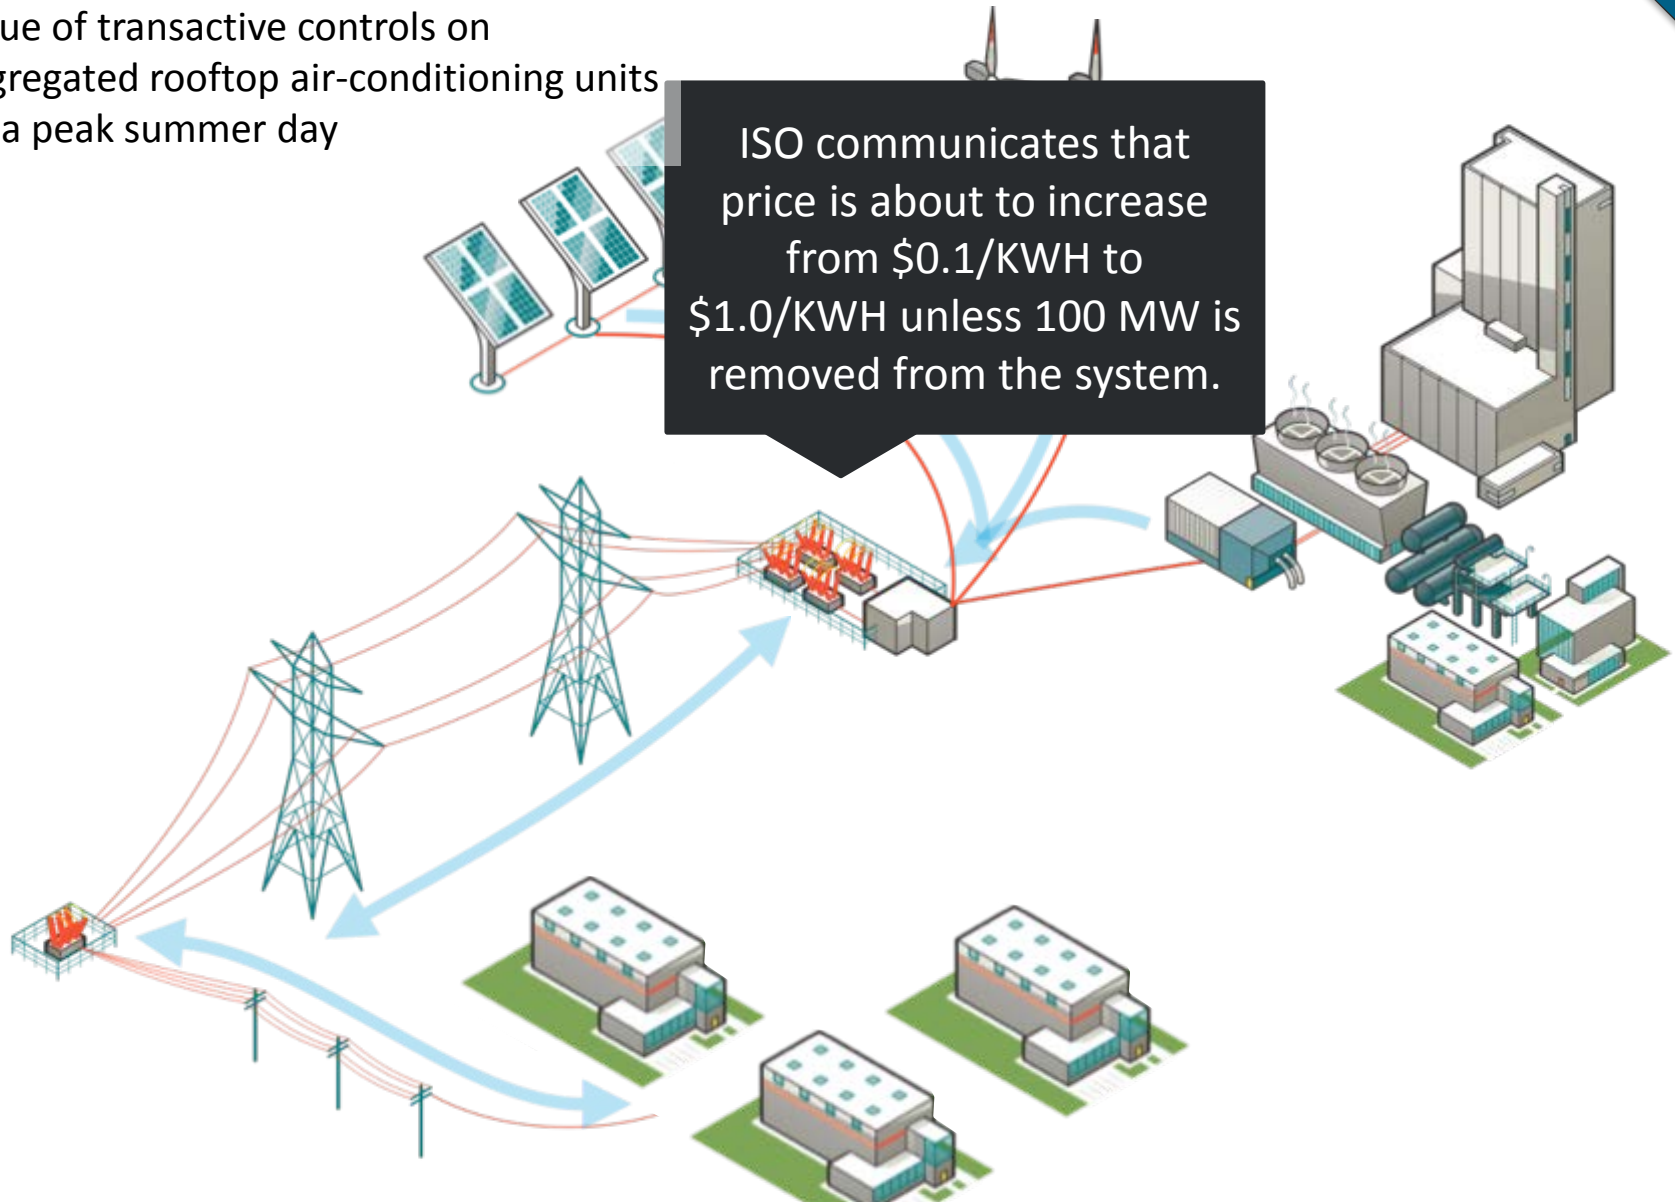 ue of transactive controls on
gregated rooftop air-conditioning units
a peak summer day
ISO communicates that
price is about to increase
from $0.1/KWH to
$1.0/KWH unless 100 MW is
removed from the system.